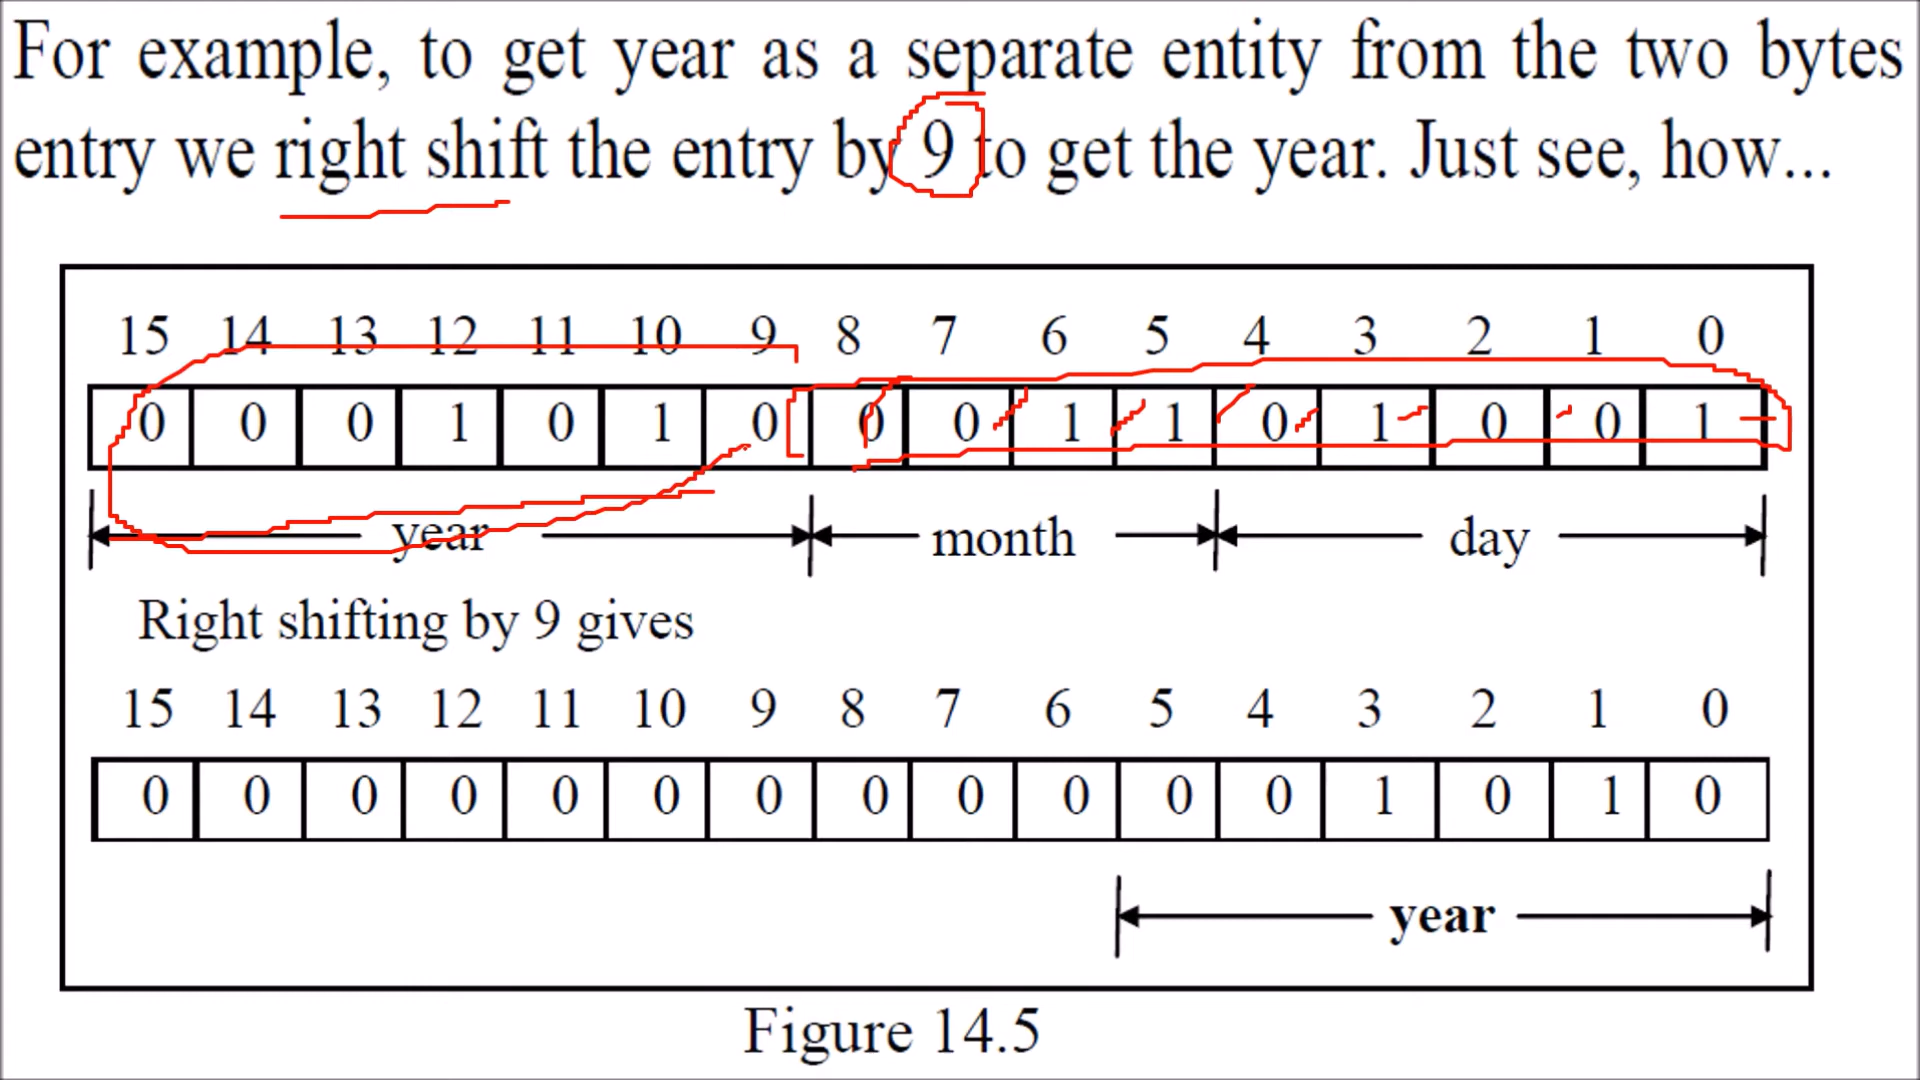 For example, to get year as a separate entity from the two bytes
entry we right shift the entry by 9 to get the year. Just see, how...
15 14 13 12 11 10 9 8 7 6 5 4 3 2 1 0
0 0 0 1 0 1 0 0 0 1 1 0 1 0 0 1
year month day
Right shifting by 9 gives
15 14 13 12 11 10 9 8 7 6 5 4 3 2 1 0
0 0 0 0 0 0 0 0 0 0 0 0 1 0 1 0
year
Figure 14.5